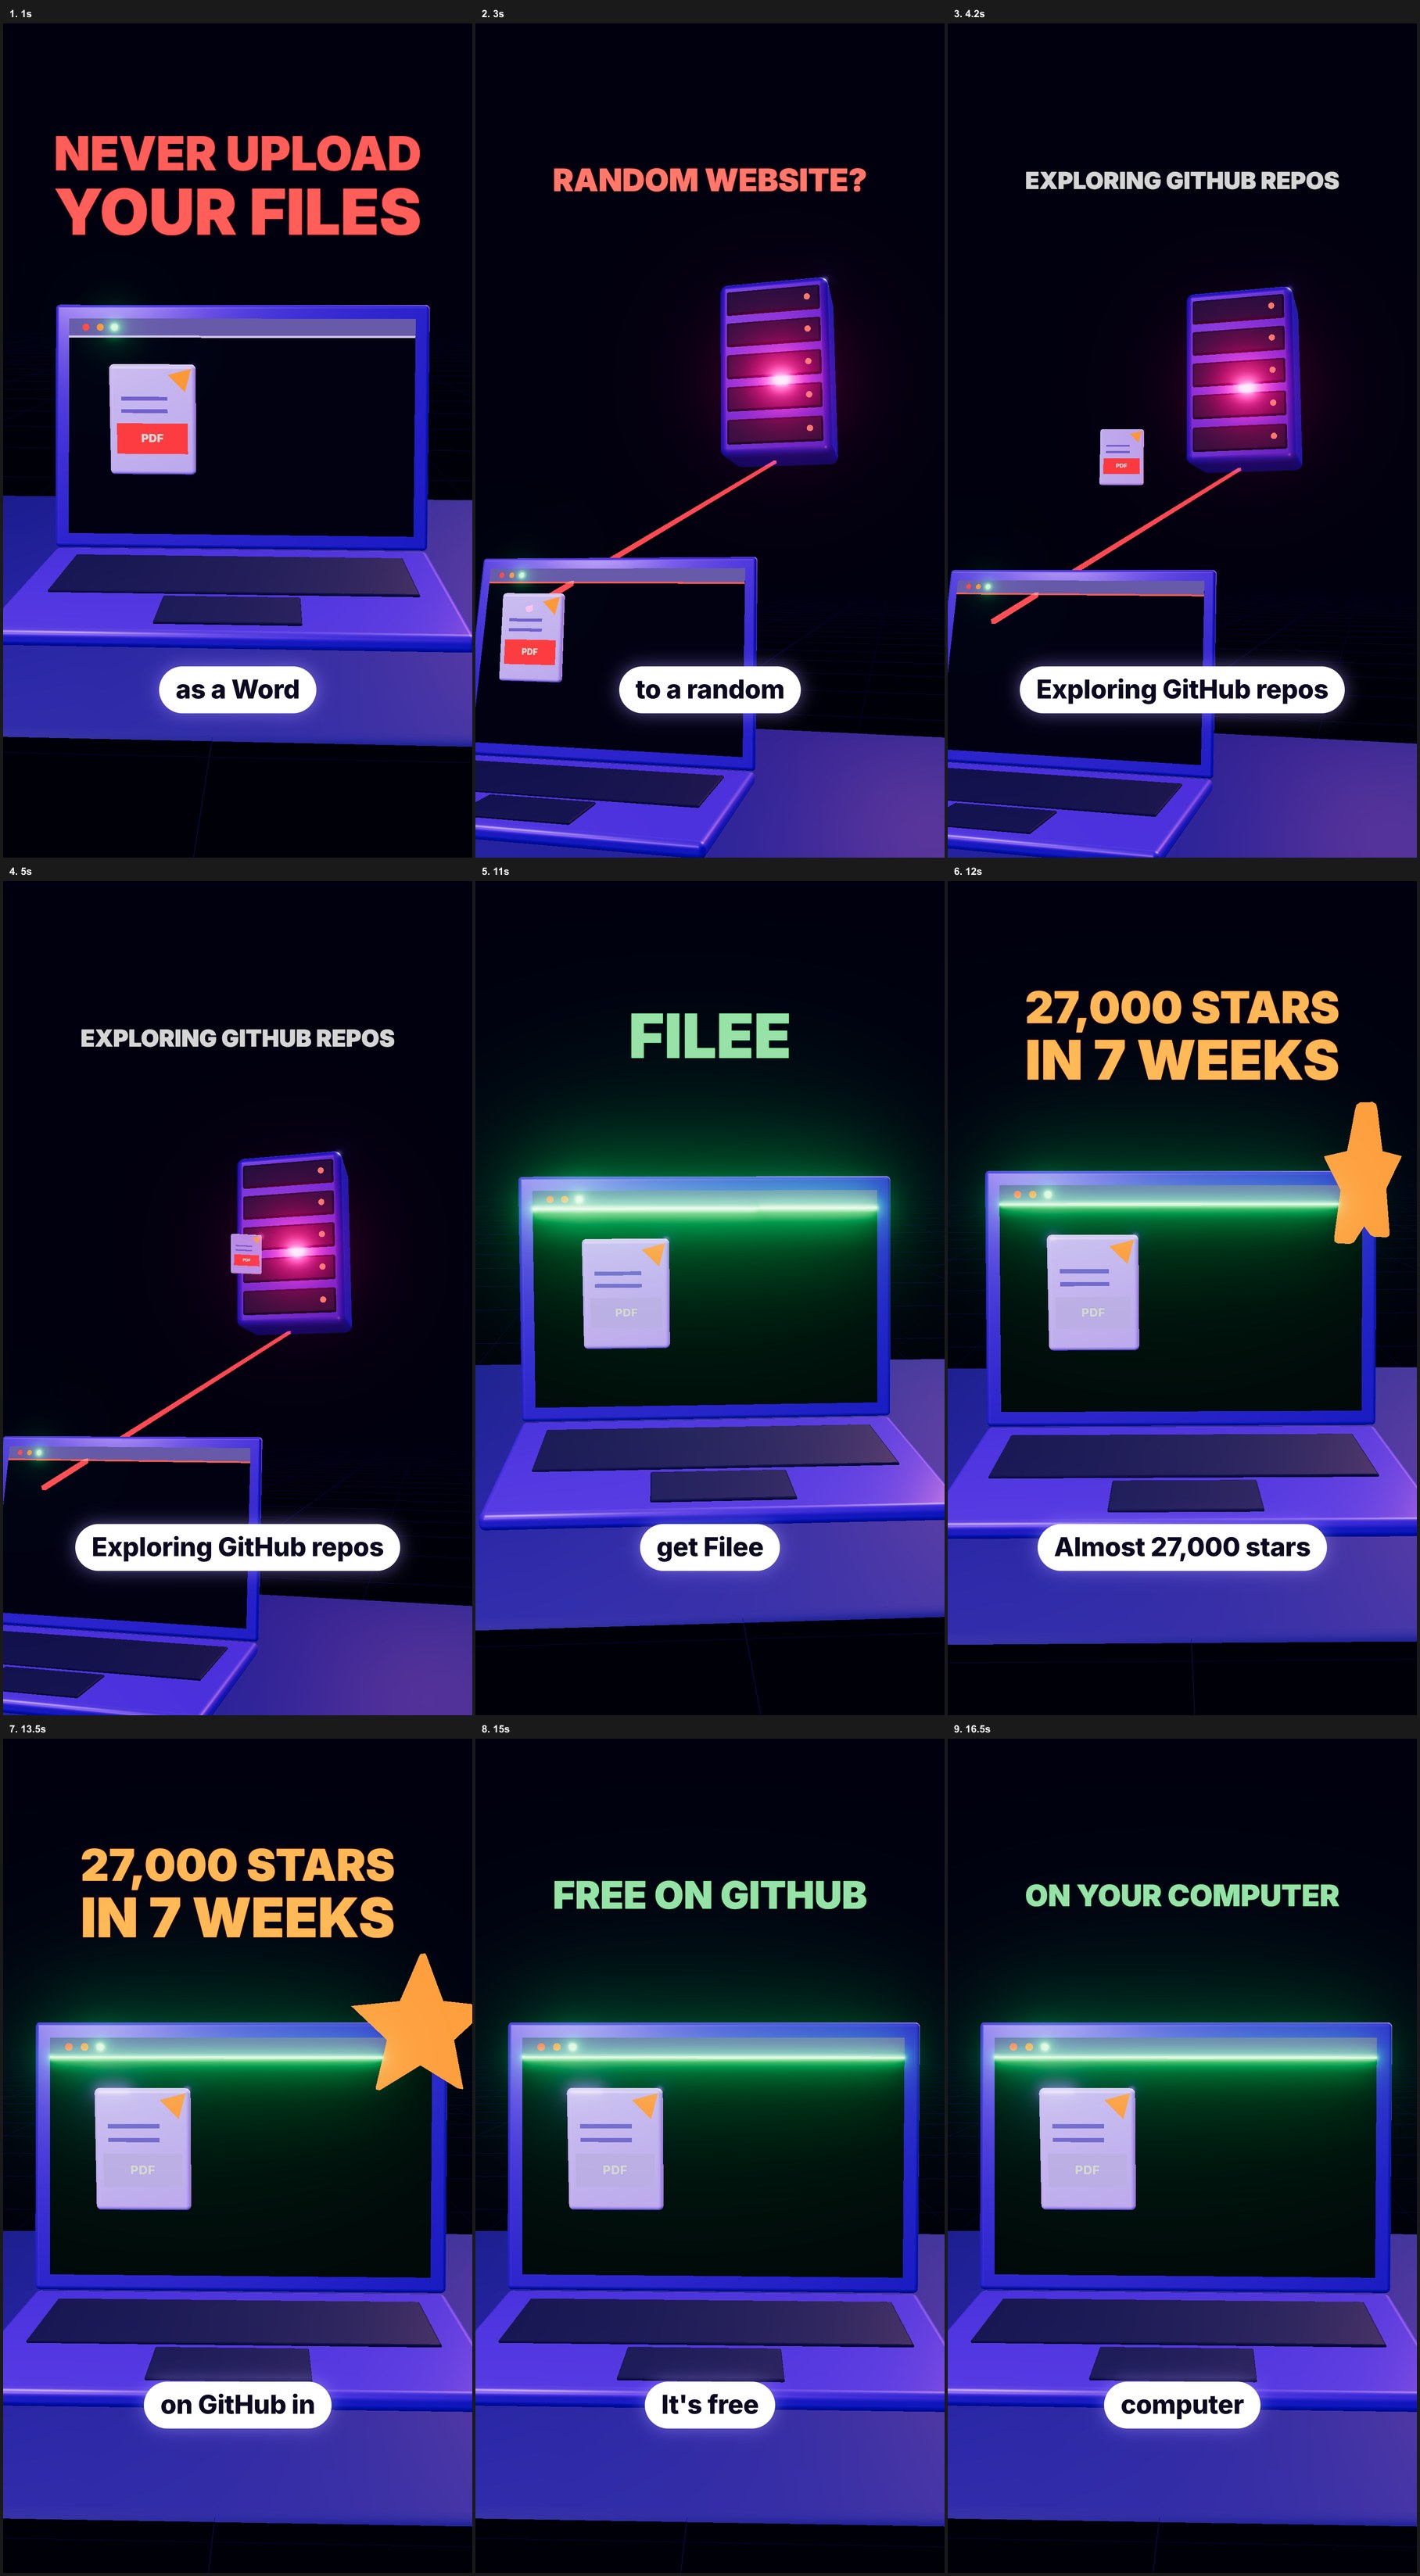 1. 1s
NEVER UPLOAD
YOUR FILES
PDF
as a Word
2. 3s
RANDOM WEBSITE?
PDF
to a random
3. 4.2s
EXPLORING GITHUB REPOS
PDF
Exploring GitHub repos
4. 5s
EXPLORING GITHUB REPOS
PDF
Exploring GitHub repos
5. 11s
FILEE
PDF
get Filee
6. 12s
27,000 STARS
IN 7 WEEKS
PDF
Almost 27,000 stars
7. 13.5s
27,000 STARS
IN 7 WEEKS
PDF
on GitHub in
8. 15s
FREE ON GITHUB
PDF
It's free
9. 16.5s
ON YOUR COMPUTER
PDF
computer